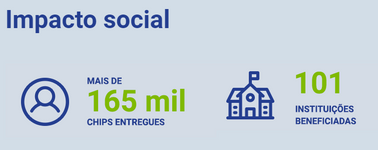 Impacto social
MAIS DE
165 mil
CHIPS ENTREGUES
101
INSTITUIÇÕES
BENEFICIADAS